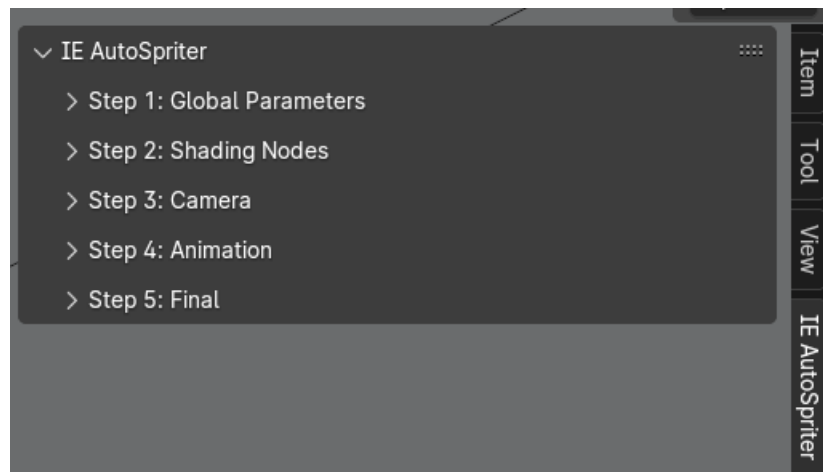 IE AutoSpriter
Step 1: Global Parameters
Step 2: Shading Nodes
Step 3: Camera
Step 4: Animation
Step 5: Final
Item
Tool
View
IE AutoSpriter